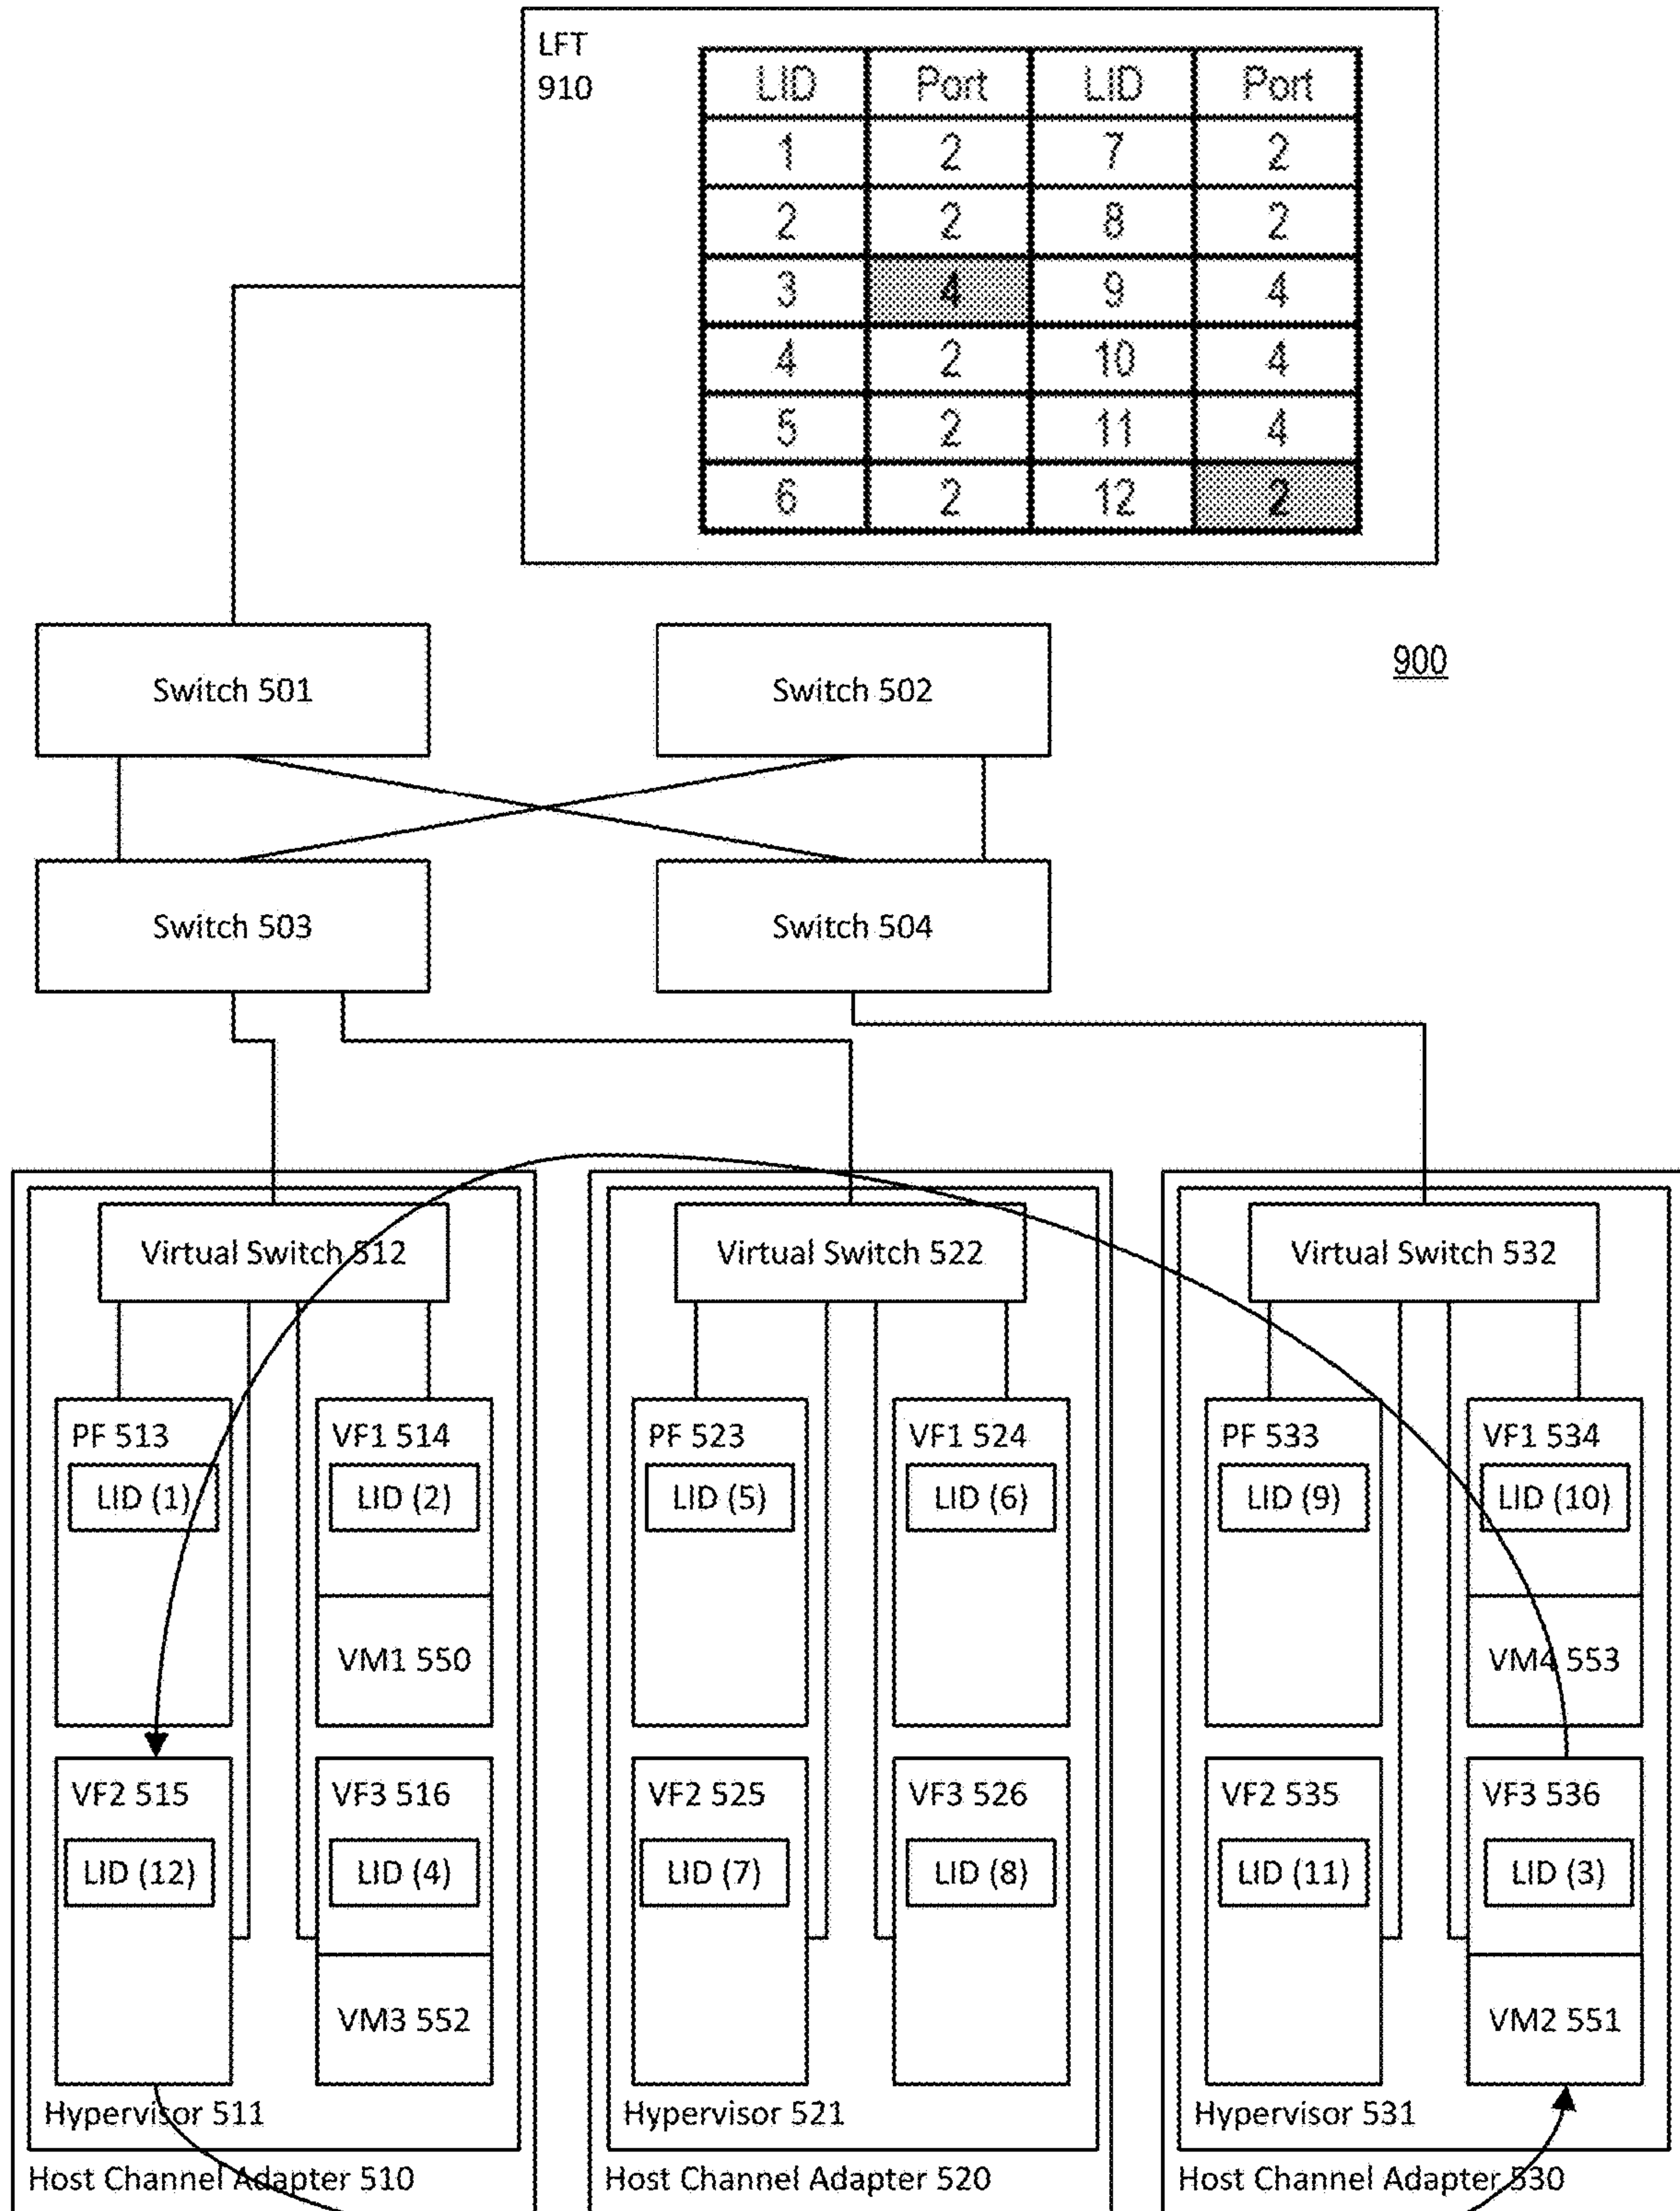 LFT
910
LID Port LID Port
1 2 7 2
2 2 8 2
3 4 9 4
4 2 10 4
5 2 11 4
6 2 12 2
Switch 501 Switch 502
900
Switch 503 Switch 504
Virtual Switch 512 Virtual Switch 522 Virtual Switch 532
PF 513 VF1 514 PF 523 VF1 524 PF 533 VF1 534
LID (1) LID (2) LID (5) LID (6) LID (9) LID (10)
VM1 550 VM4 553
VF2 515 VF3 516 VF2 525 VF3 526 VF2 535 VF3 536
LID (12) LID (4) LID (7) LID (8) LID (11) LID (3)
VM3 552 VM2 551
Hypervisor 511 Hypervisor 521 Hypervisor 531
Host Channel Adapter 510 Host Channel Adapter 520 Host Channel Adapter 530